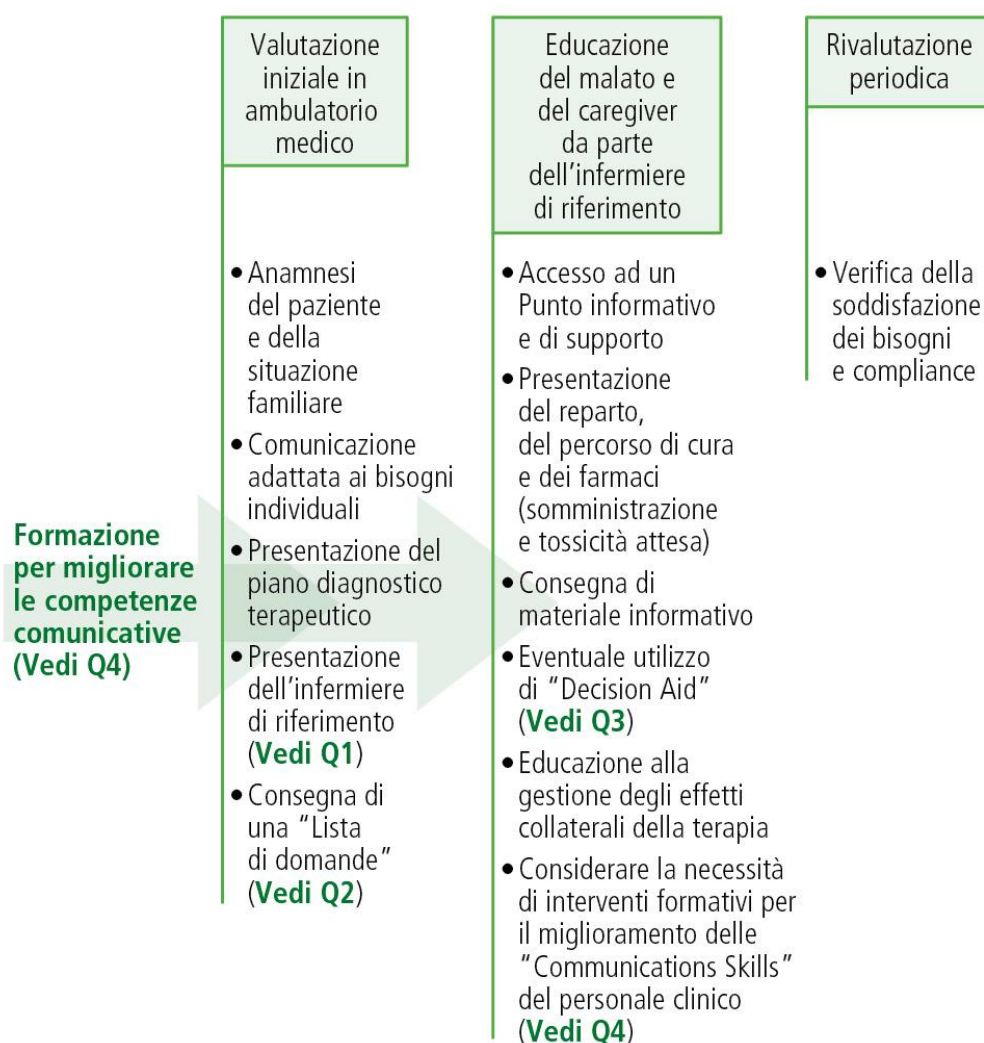 Valutazione
iniziale in
ambulatorio
medico
Educazione
del malato e
del caregiver
da parte
dell'infermiere
di riferimento
Rivalutazione
periodica
Formazione
per migliorare
le competenze
comunicative
(Vedi Q4)
• Anamnesi
del paziente
e della
situazione
familiare
• Comunicazione
adattata ai bisogni
individuali
• Presentazione del
piano diagnostico
terapeutico
• Presentazione
dell'infermiere
di riferimento
(Vedi Q1)
• Consegna di
una “Lista
di domande”
(Vedi Q2)
• Accesso ad un
Punto informativo
e di supporto
• Presentazione
del reparto,
del percorso di cura
e dei farmaci
(somministrazione
e tossicità attesa)
• Consegna di
materiale informativo
• Eventuale utilizzo
di “Decision Aid”
(Vedi Q3)
• Educazione alla
gestione degli effetti
collaterali della terapia
• Considerare la necessità
di interventi formativi per
il miglioramento delle
“Communications Skills”
del personale clinico
(Vedi Q4)
• Verifica della
soddisfazione
dei bisogni
e compliance